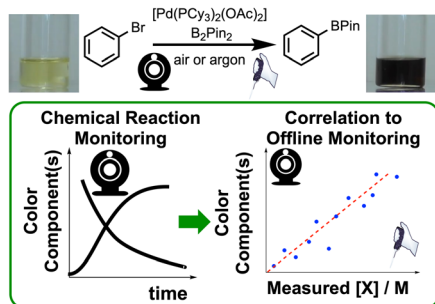 [Pd(PCy₃)₂(OAc)₂]
Br
B₂Pin₂
BPin
air or argon
Chemical Reaction
Monitoring
Correlation to
Offline Monitoring
Color
Component(s)
time
Color
Component(s)
Measured [X] / M